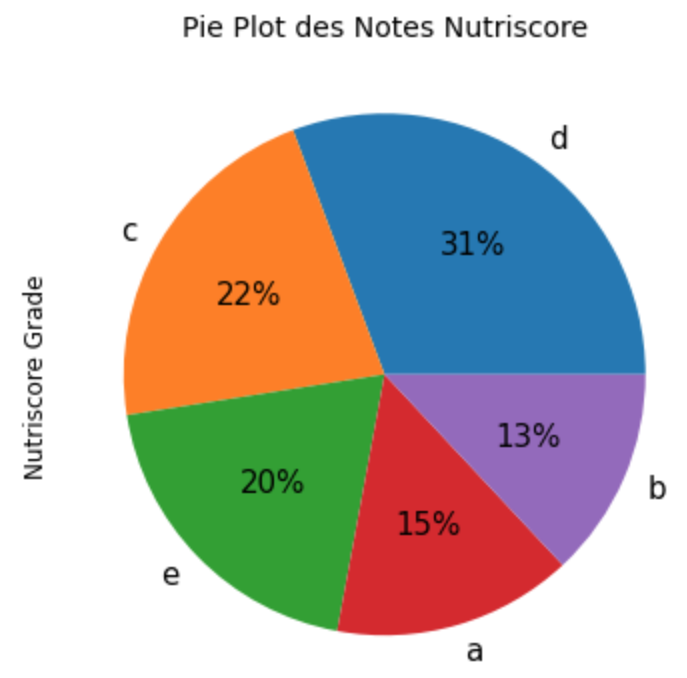 Pie Plot des Notes Nutriscore
d
c
31%
22%
Nutriscore Grade
13%
20%
b
15%
e
a